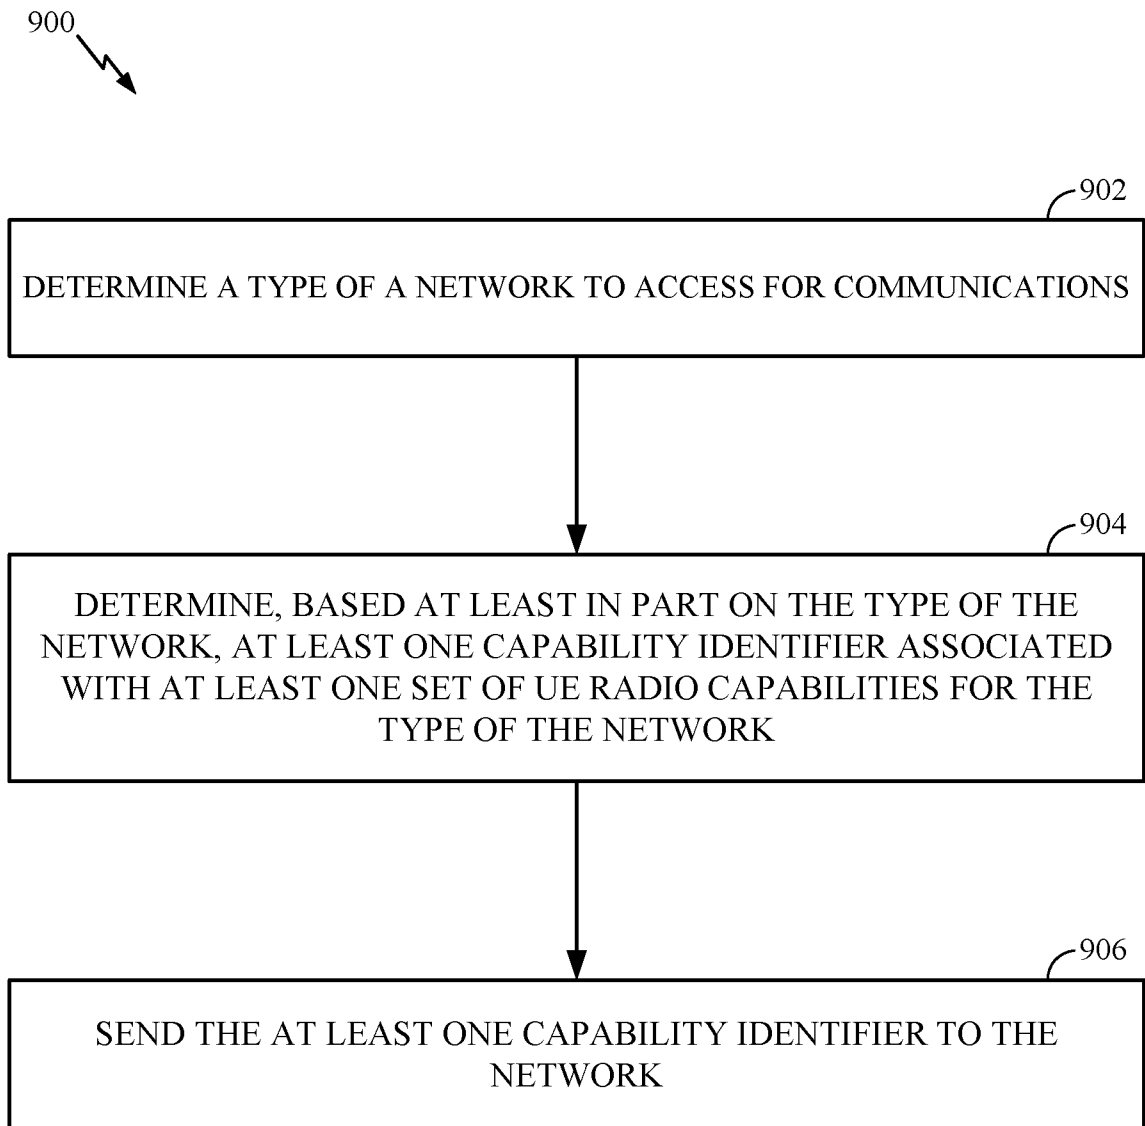 900
902
DETERMINE A TYPE OF A NETWORK TO ACCESS FOR COMMUNICATIONS
904
DETERMINE, BASED AT LEAST IN PART ON THE TYPE OF THE
NETWORK, AT LEAST ONE CAPABILITY IDENTIFIER ASSOCIATED
WITH AT LEAST ONE SET OF UE RADIO CAPABILITIES FOR THE
TYPE OF THE NETWORK
906
SEND THE AT LEAST ONE CAPABILITY IDENTIFIER TO THE
NETWORK